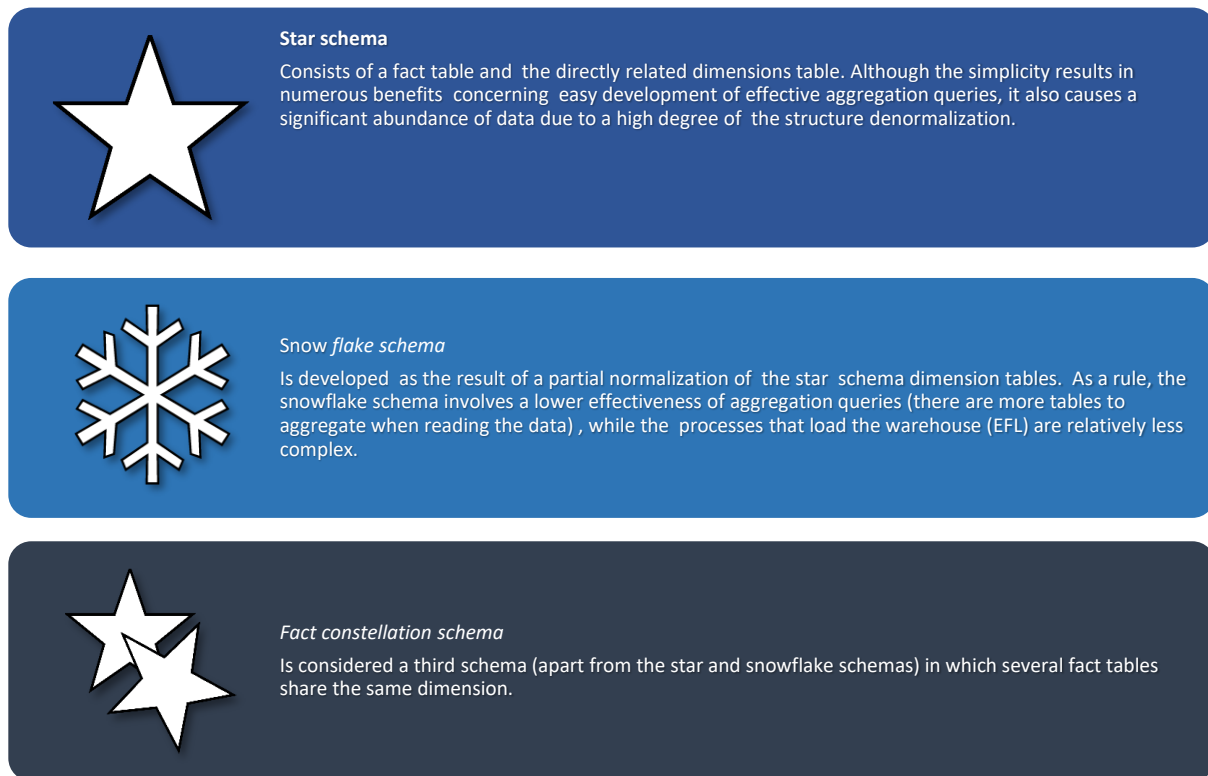 Star schema
Consists of a fact table and the directly related dimensions table. Although the simplicity results in
numerous benefits concerning easy development of effective aggregation queries, it also causes a
significant abundance of data due to a high degree of the structure denormalization.
Snow flake schema
Is developed as the result of a partial normalization of the star schema dimension tables. As a rule, the
snowflake schema involves a lower effectiveness of aggregation queries (there are more tables to
aggregate when reading the data) , while the processes that load the warehouse (EFL) are relatively less
complex.
Fact constellation schema
Is considered a third schema (apart from the star and snowflake schemas) in which several fact tables
share the same dimension.